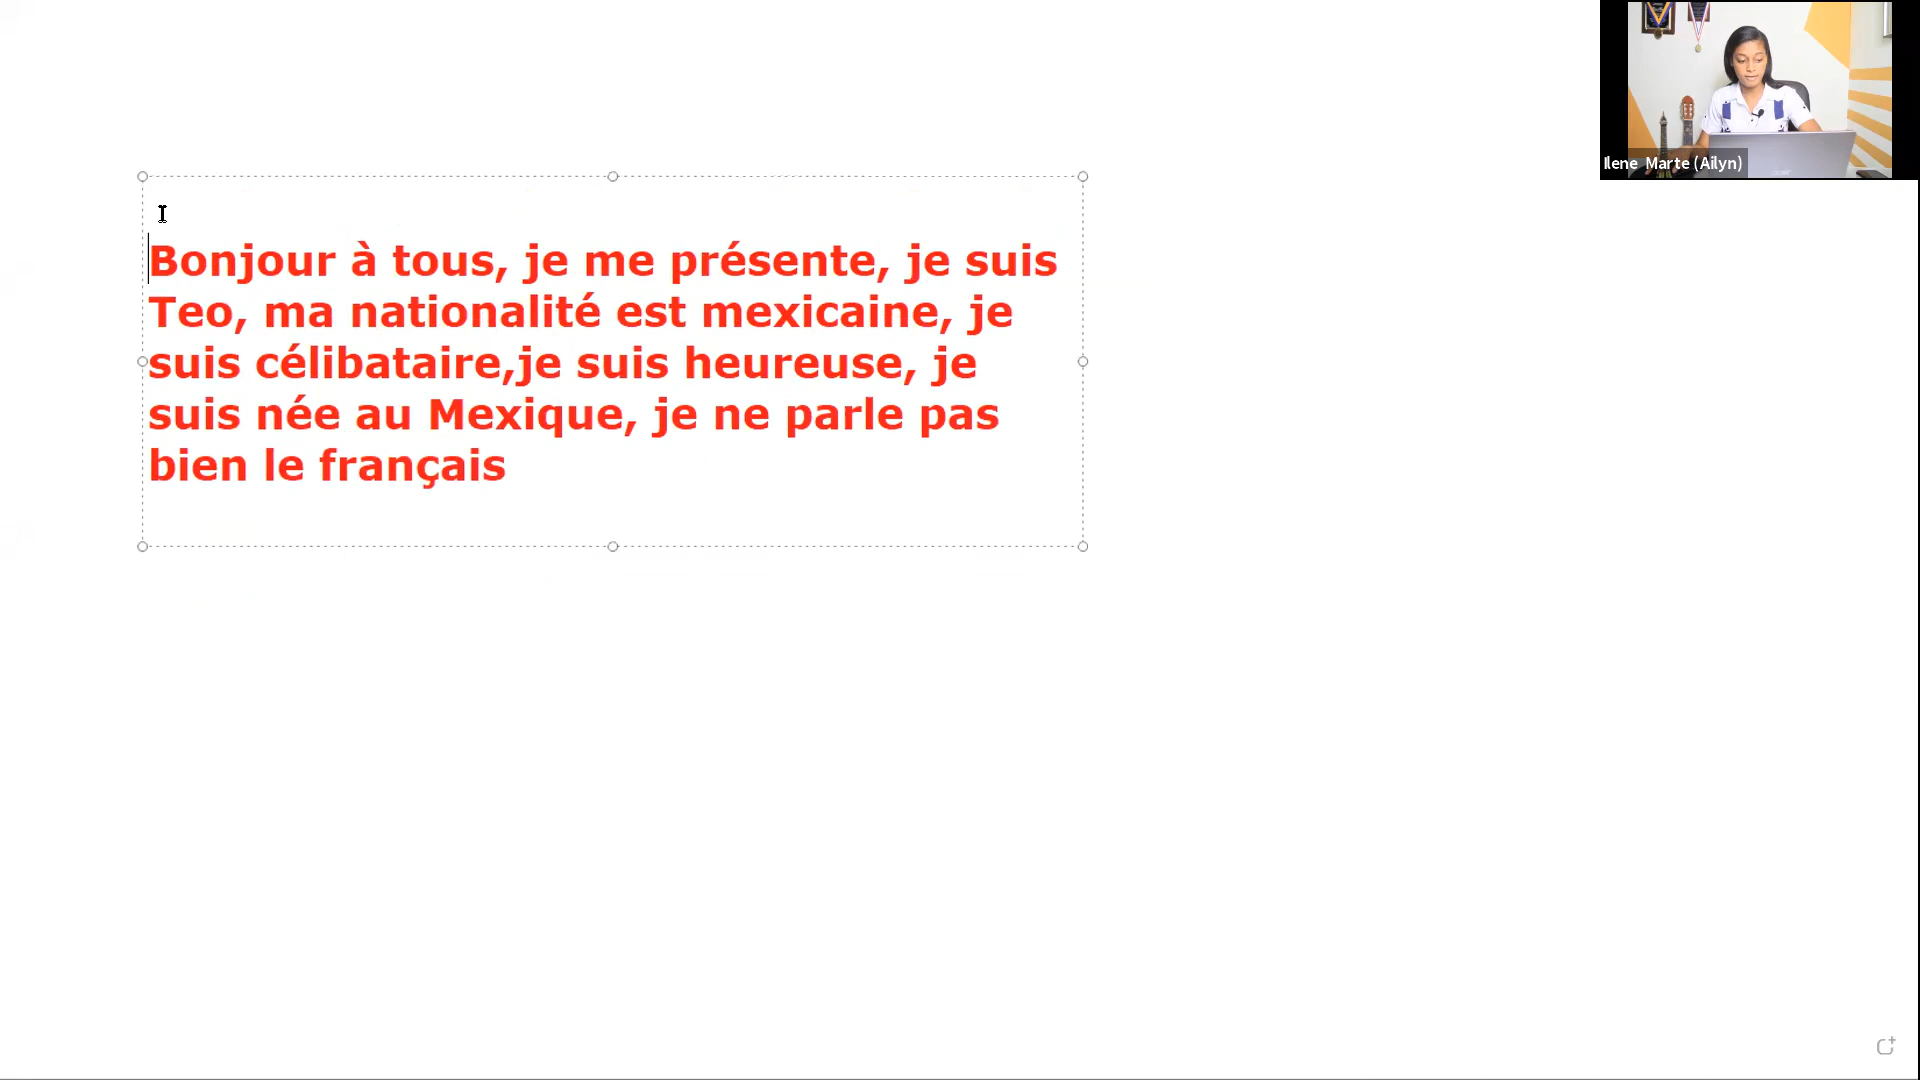 Bonjour à tous, je me présente, je suis
Teo, ma nationalité est mexicaine, je
suis célibataire,je suis heureuse, je
suis née au Mexique, je ne parle pas
bien le français
Ilene Marte (Ailyn)